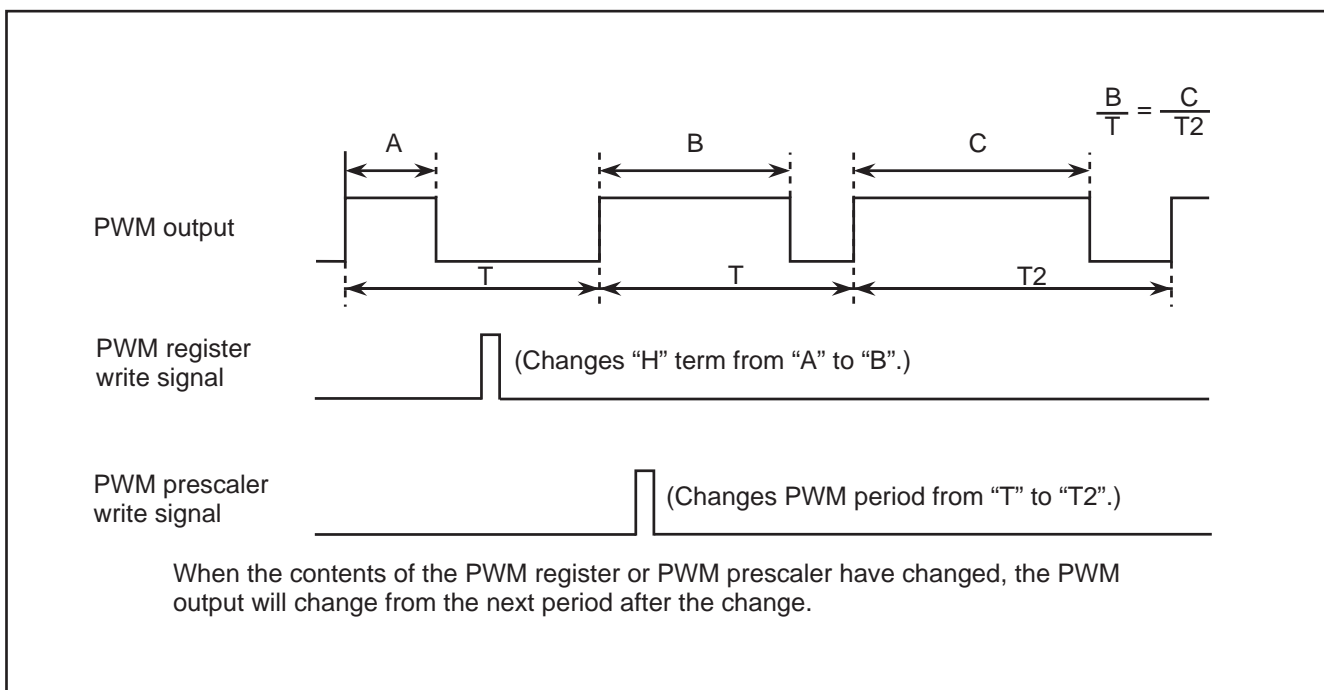 B
T
=
C
T2
A
B
C
PWM output
T
T
T2
PWM register
write signal
(Changes “H” term from “A” to “B”.)
PWM prescaler
write signal
(Changes PWM period from “T” to “T2”.)
When the contents of the PWM register or PWM prescaler have changed, the PWM
output will change from the next period after the change.